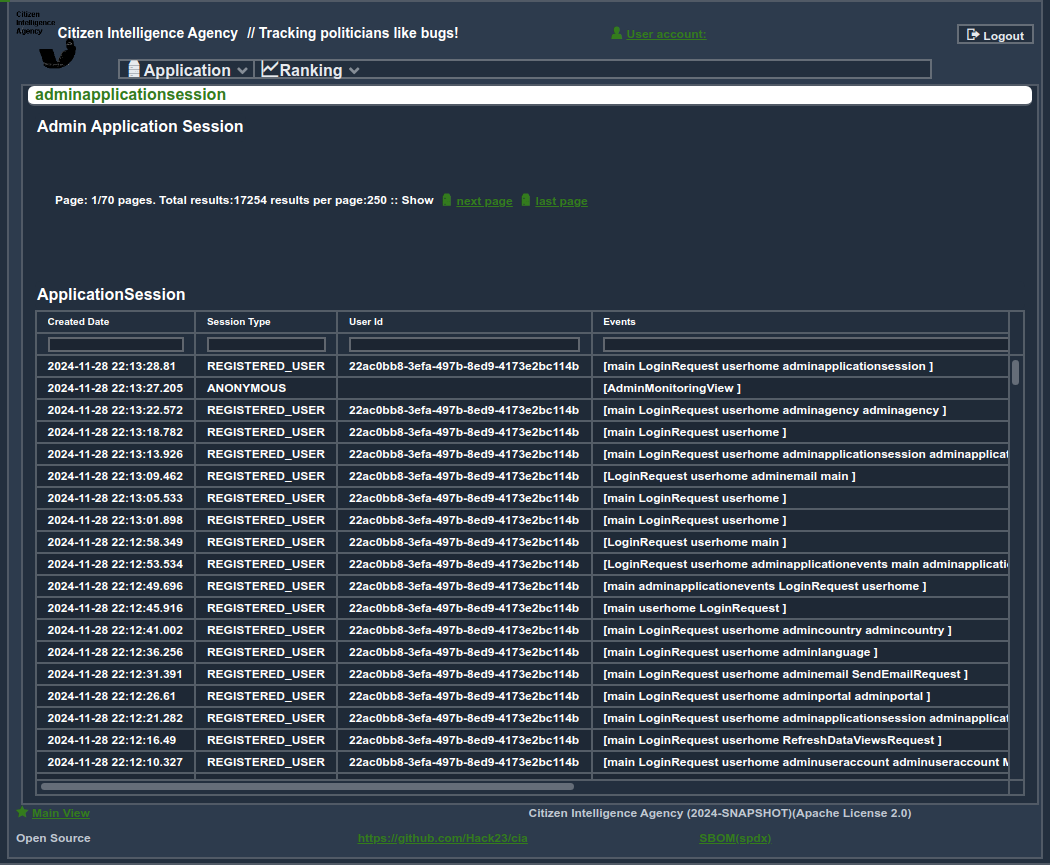 Citizen
Intelligence
Agency
Citizen Intelligence Agency // Tracking politicians like bugs!
User account:
Logout
Application Ranking
adminapplicationsession
Admin Application Session
Page: 1/70 pages. Total results:17254 results per page:250 :: Show next page last page
ApplicationSession
Created Date Session Type User Id Events
2024-11-28 22:13:28.81 REGISTERED_USER 22ac0bb8-3efa-497b-8ed9-4173e2bc114b [main LoginRequest userhome adminapplicationsession ]
2024-11-28 22:13:27.205 ANONYMOUS [AdminMonitoringView ]
2024-11-28 22:13:22.572 REGISTERED_USER 22ac0bb8-3efa-497b-8ed9-4173e2bc114b [main LoginRequest userhome adminagency adminagency ]
2024-11-28 22:13:18.782 REGISTERED_USER 22ac0bb8-3efa-497b-8ed9-4173e2bc114b [main LoginRequest userhome ]
2024-11-28 22:13:13.926 REGISTERED_USER 22ac0bb8-3efa-497b-8ed9-4173e2bc114b [main LoginRequest userhome adminapplicationsession adminapplicat
2024-11-28 22:13:09.462 REGISTERED_USER 22ac0bb8-3efa-497b-8ed9-4173e2bc114b [LoginRequest userhome adminemail main ]
2024-11-28 22:13:05.533 REGISTERED_USER 22ac0bb8-3efa-497b-8ed9-4173e2bc114b [main LoginRequest userhome ]
2024-11-28 22:13:01.898 REGISTERED_USER 22ac0bb8-3efa-497b-8ed9-4173e2bc114b [main LoginRequest userhome ]
2024-11-28 22:12:58.349 REGISTERED_USER 22ac0bb8-3efa-497b-8ed9-4173e2bc114b [LoginRequest userhome main ]
2024-11-28 22:12:53.534 REGISTERED_USER 22ac0bb8-3efa-497b-8ed9-4173e2bc114b [LoginRequest userhome adminapplicationevents main adminapplicati
2024-11-28 22:12:49.696 REGISTERED_USER 22ac0bb8-3efa-497b-8ed9-4173e2bc114b [main adminapplicationevents LoginRequest userhome ]
2024-11-28 22:12:45.916 REGISTERED_USER 22ac0bb8-3efa-497b-8ed9-4173e2bc114b [main userhome LoginRequest ]
2024-11-28 22:12:41.002 REGISTERED_USER 22ac0bb8-3efa-497b-8ed9-4173e2bc114b [main LoginRequest userhome admincountry admincountry ]
2024-11-28 22:12:36.256 REGISTERED_USER 22ac0bb8-3efa-497b-8ed9-4173e2bc114b [main LoginRequest userhome adminlanguage ]
2024-11-28 22:12:31.391 REGISTERED_USER 22ac0bb8-3efa-497b-8ed9-4173e2bc114b [main LoginRequest userhome adminemail SendEmailRequest ]
2024-11-28 22:12:26.61 REGISTERED_USER 22ac0bb8-3efa-497b-8ed9-4173e2bc114b [main LoginRequest userhome adminportal adminportal ]
2024-11-28 22:12:21.282 REGISTERED_USER 22ac0bb8-3efa-497b-8ed9-4173e2bc114b [main LoginRequest userhome adminapplicationsession adminapplicat
2024-11-28 22:12:16.49 REGISTERED_USER 22ac0bb8-3efa-497b-8ed9-4173e2bc114b [main LoginRequest userhome RefreshDataViewsRequest ]
2024-11-28 22:12:10.327 REGISTERED_USER 22ac0bb8-3efa-497b-8ed9-4173e2bc114b [main LoginRequest userhome adminuseraccount adminuseraccount M
Main View Citizen Intelligence Agency (2024-SNAPSHOT)(Apache License 2.0)
Open Source https://github.com/Hack23/cia SBOM(spdx)